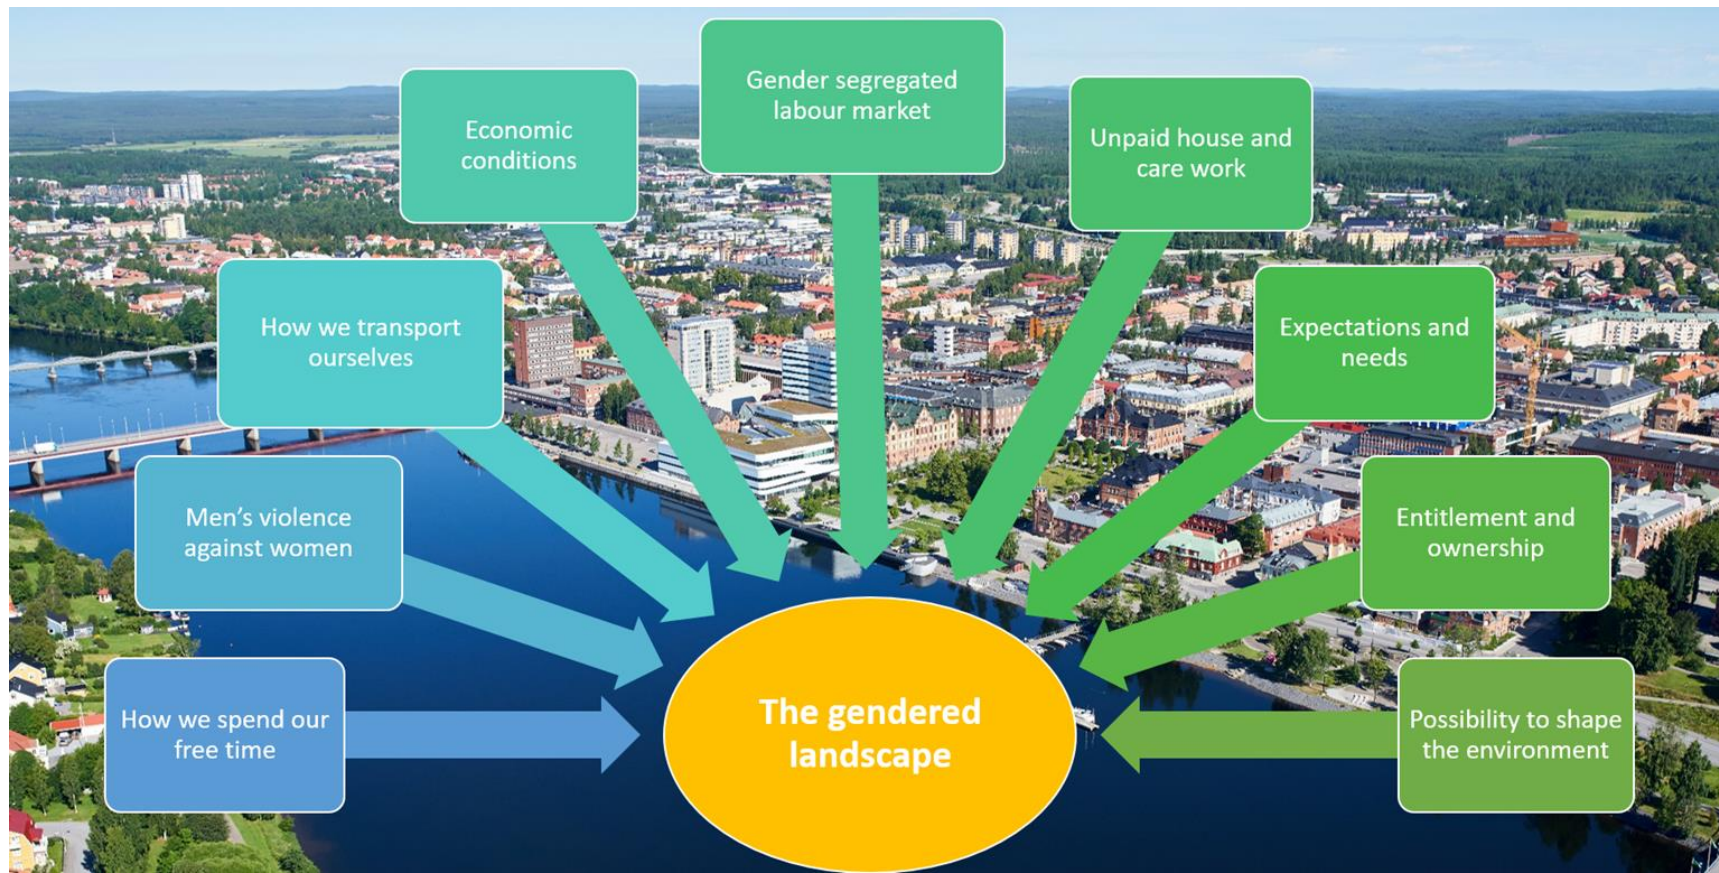 Gender segregated
labour market
Economic
conditions
Unpaid house and
care work
How we transport
ourselves
Expectations and
needs
Men’s violence
against women
Entitlement and
ownership
How we spend our
free time
The gendered
landscape
Possibility to shape
the environment